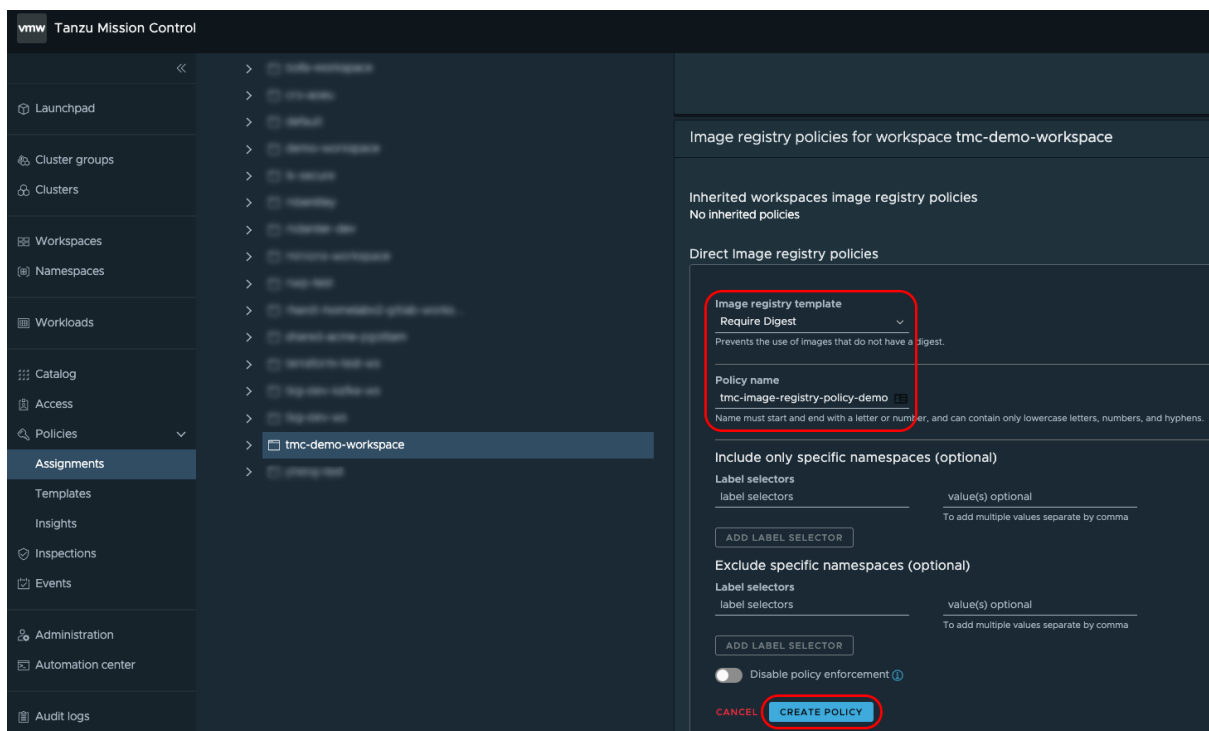 vmw Tanzu Mission Control
Launchpad
Cluster groups
Clusters
Workspaces
Namespaces
Workloads
Catalog
Access
Policies
Assignments
Templates
Insights
Inspections
Events
Administration
Automation center
Audit logs
default
demo-workspace
tmc-demo-workspace
Image registry policies for workspace tmc-demo-workspace
Inherited workspaces image registry policies
No inherited policies
Direct Image registry policies
Image registry template
Require Digest
Prevents the use of images that do not have a digest.
Policy name
tmc-image-registry-policy-demo
Name must start and end with a letter or number, and can contain only lowercase letters, numbers, and hyphens.
Include only specific namespaces (optional)
Label selectors
label selectors value(s) optional
To add multiple values separate by comma
ADD LABEL SELECTOR
Exclude specific namespaces (optional)
Label selectors
label selectors value(s) optional
To add multiple values separate by comma
ADD LABEL SELECTOR
Disable policy enforcement
CANCEL CREATE POLICY